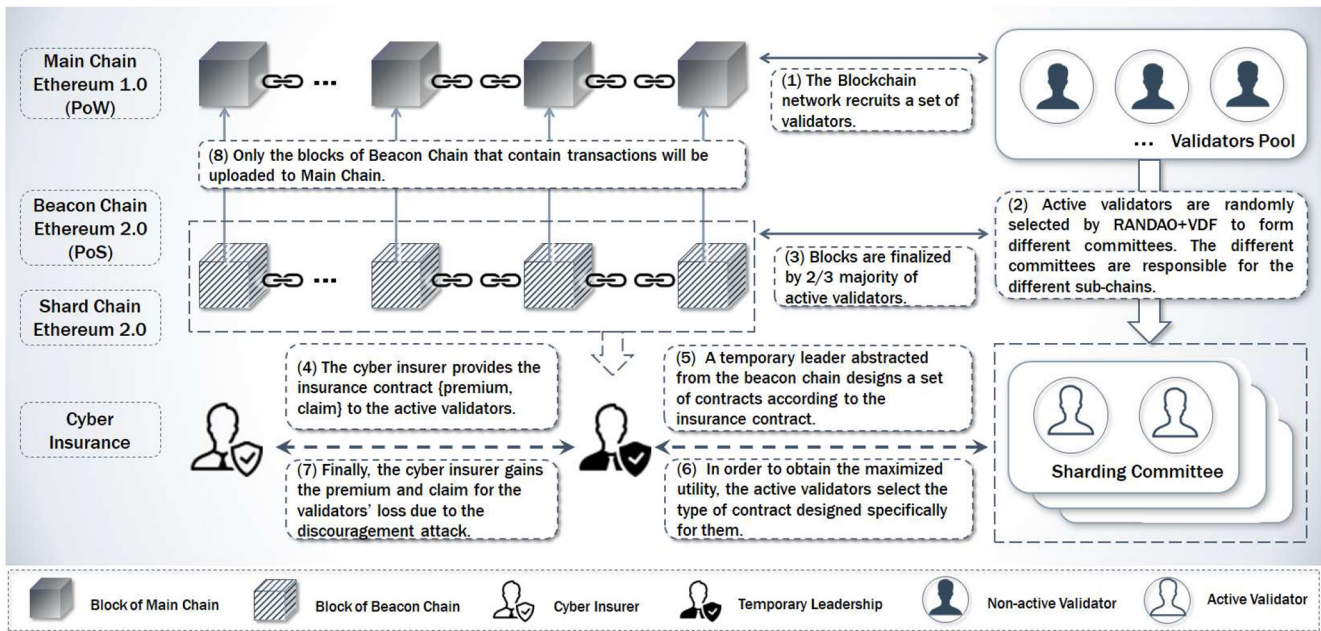 Main Chain
Ethereum 1.0
(PoW)
...
(1) The Blockchain
network recruits a set of
validators.
... Validators Pool
(8) Only the blocks of Beacon Chain that contain transactions will be
uploaded to Main Chain.
Beacon Chain
Ethereum 2.0
(PoS)
(2) Active validators are randomly
selected by RANDAO+VDF to form
different committees. The different
committees are responsible for the
different sub-chains.
...
(3) Blocks are finalized
by 2/3 majority of
active validators.
Shard Chain
Ethereum 2.0
(4) The cyber insurer provides the
insurance contract {premium,
claim} to the active validators.
(5) A temporary leader abstracted
from the beacon chain designs a set
of contracts according to the
insurance contract.
Cyber
Insurance
(7) Finally, the cyber insurer gains
the premium and claim for the
validators' loss due to the
discouragement attack.
(6) In order to obtain the maximized
utility, the active validators select the
type of contract designed specifically
for them.
Sharding Committee
Block of Main Chain
Block of Beacon Chain
Cyber Insurer
Temporary Leadership
Non-active Validator
Active Validator